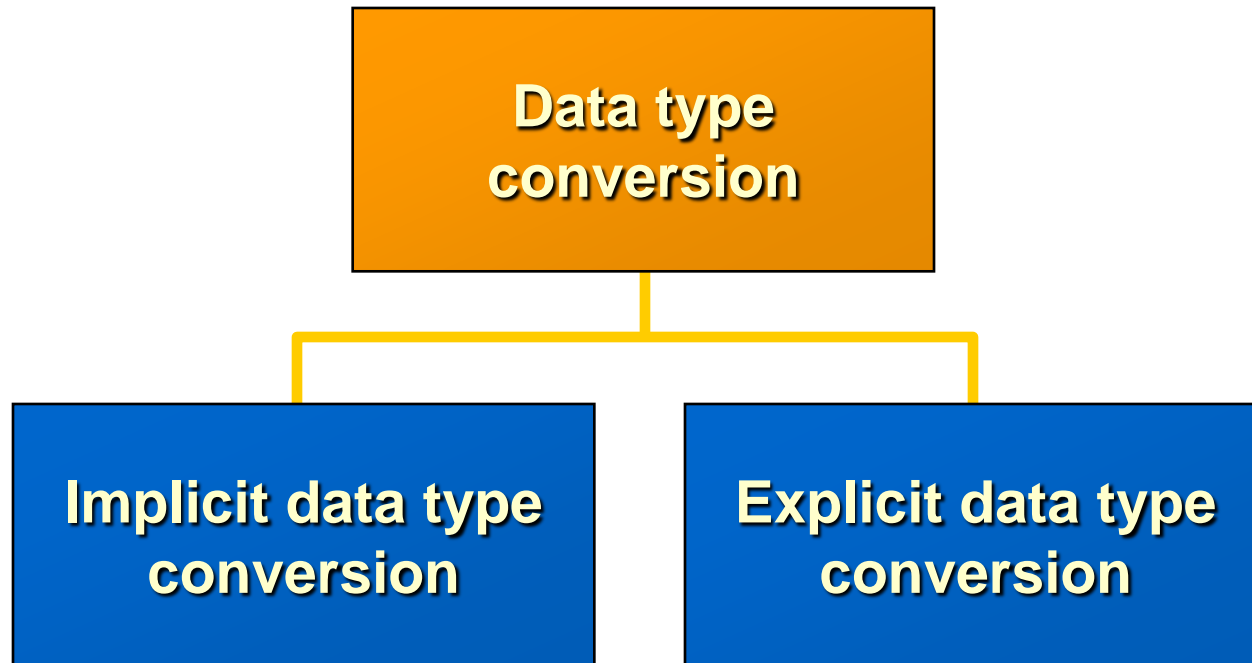 Data type
conversion
Implicit data type
conversion
Explicit data type
conversion